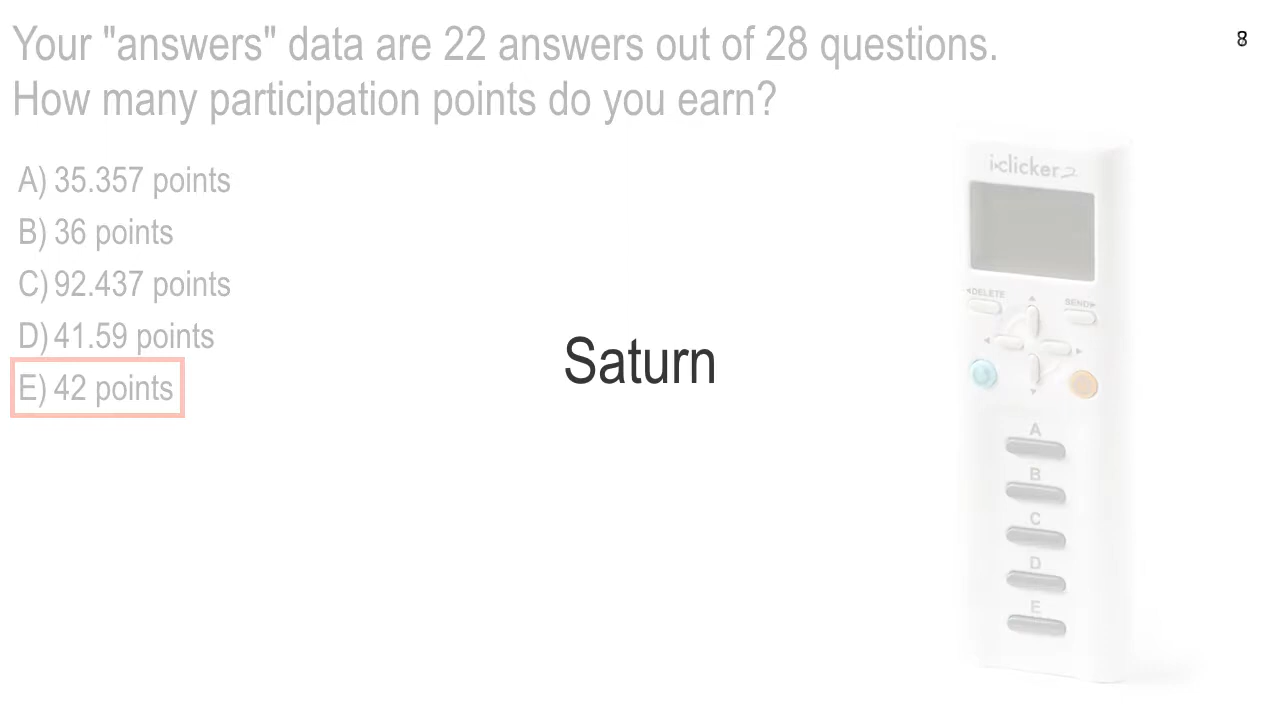 Your "answers" data are 22 answers out of 28 questions.
8
How many participation points do you earn?
A) 35.357 points
B) 36 points
C) 92.437 points
D) 41.59 points
E) 42 points
Saturn
i>clicker2
DELETE
SEND
A
B
C
D
E